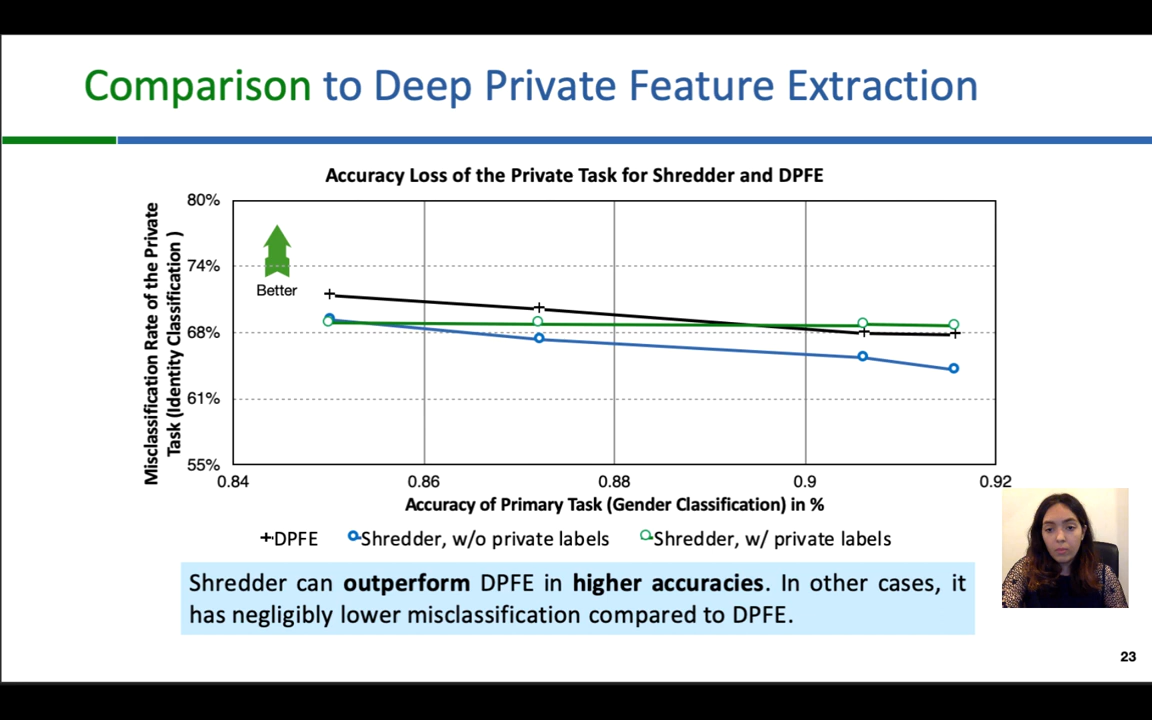 Comparison to Deep Private Feature Extraction
Accuracy Loss of the Private Task for Shredder and DPFE
Misclassification Rate of the Private
Task (Identity Classification )
80%
74%
68%
61%
55%
Better
0.84
0.86
0.88
0.9
0.92
Accuracy of Primary Task (Gender Classification) in %
DPFE
Shredder, w/o private labels
Shredder, w/ private labels
Shredder can outperform DPFE in higher accuracies. In other cases, it
has negligibly lower misclassification compared to DPFE.
23